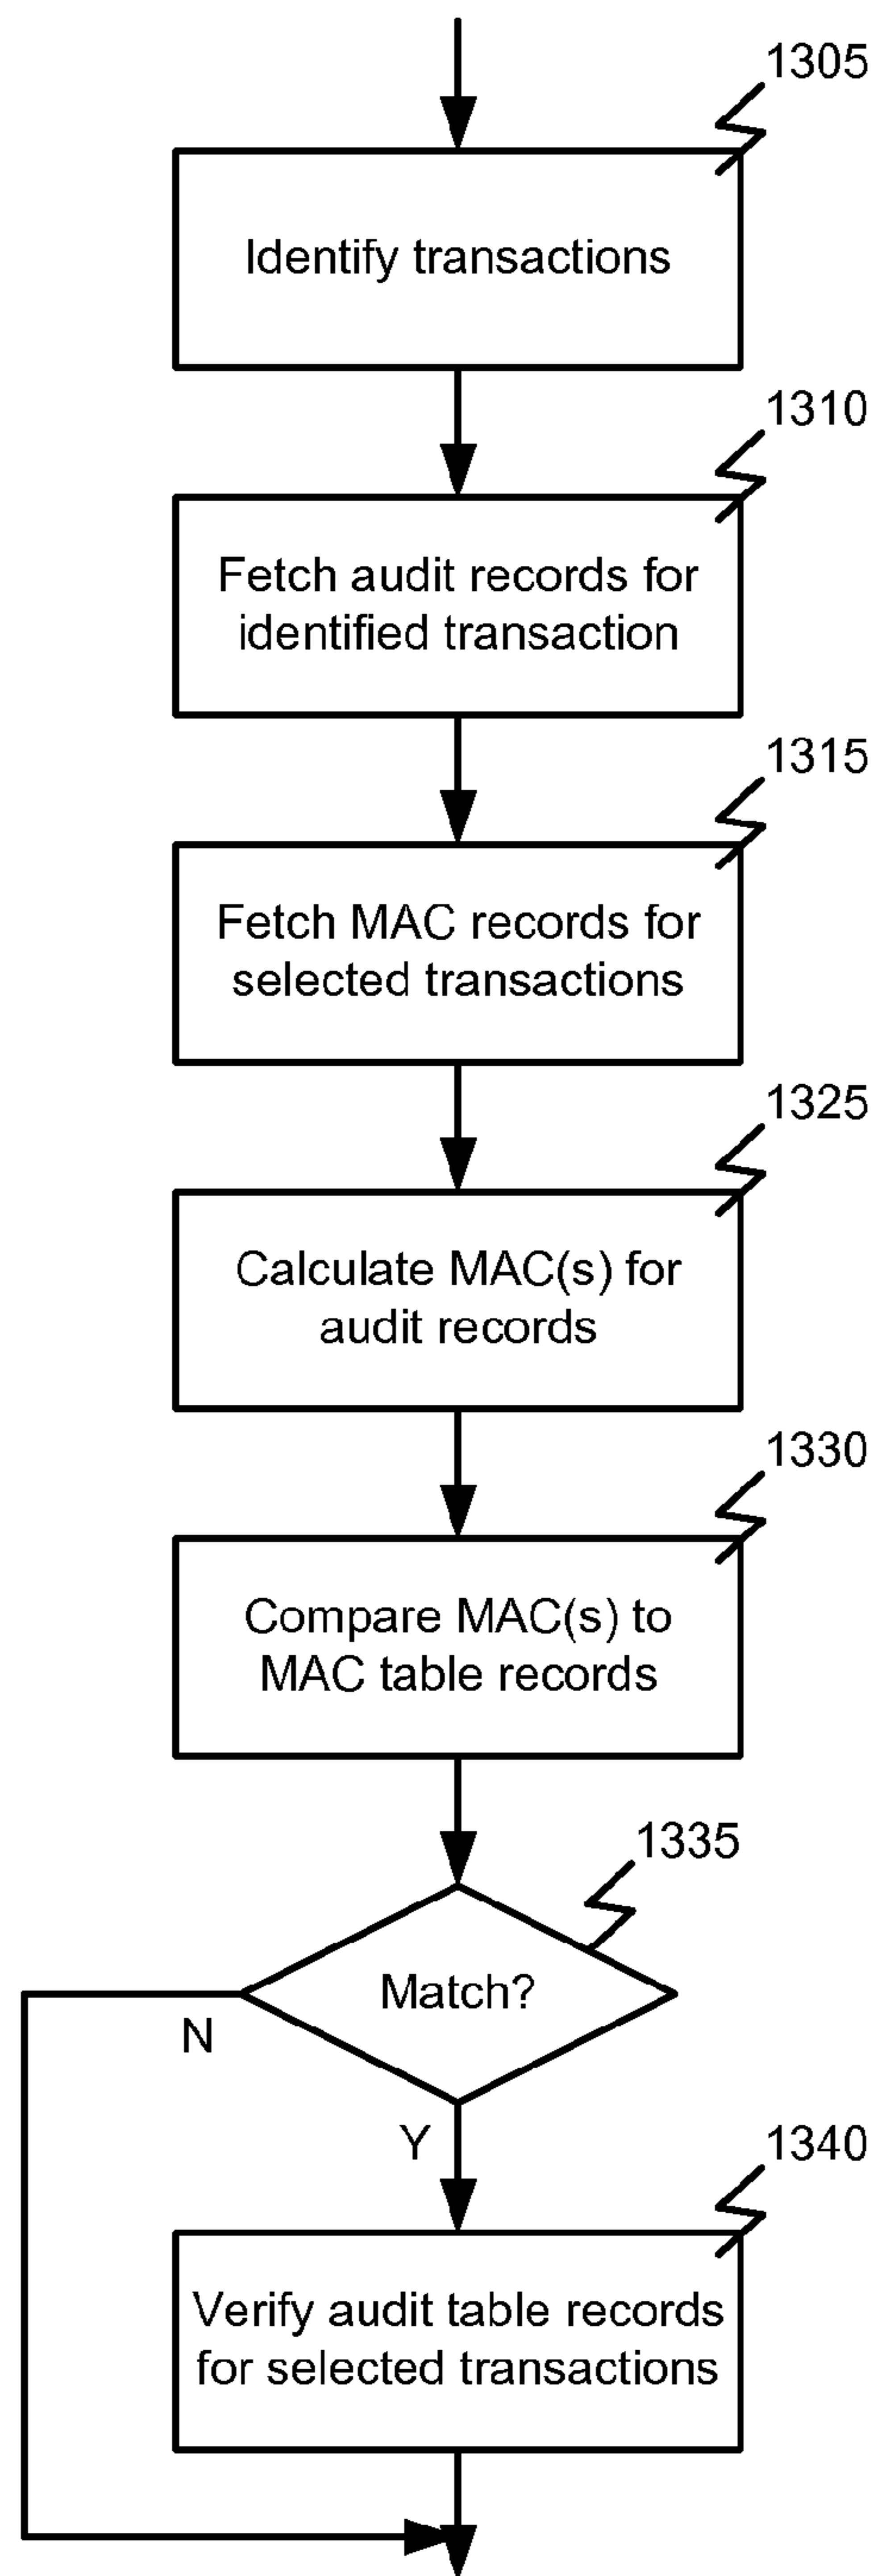 1305
Identify transactions
1310
Fetch audit records for
identified transaction
1315
Fetch MAC records for
selected transactions
1325
Calculate MAC(s) for
audit records
1330
Compare MAC(s) to
MAC table records
1335
Match?
N
Y
1340
Verify audit table records
for selected transactions